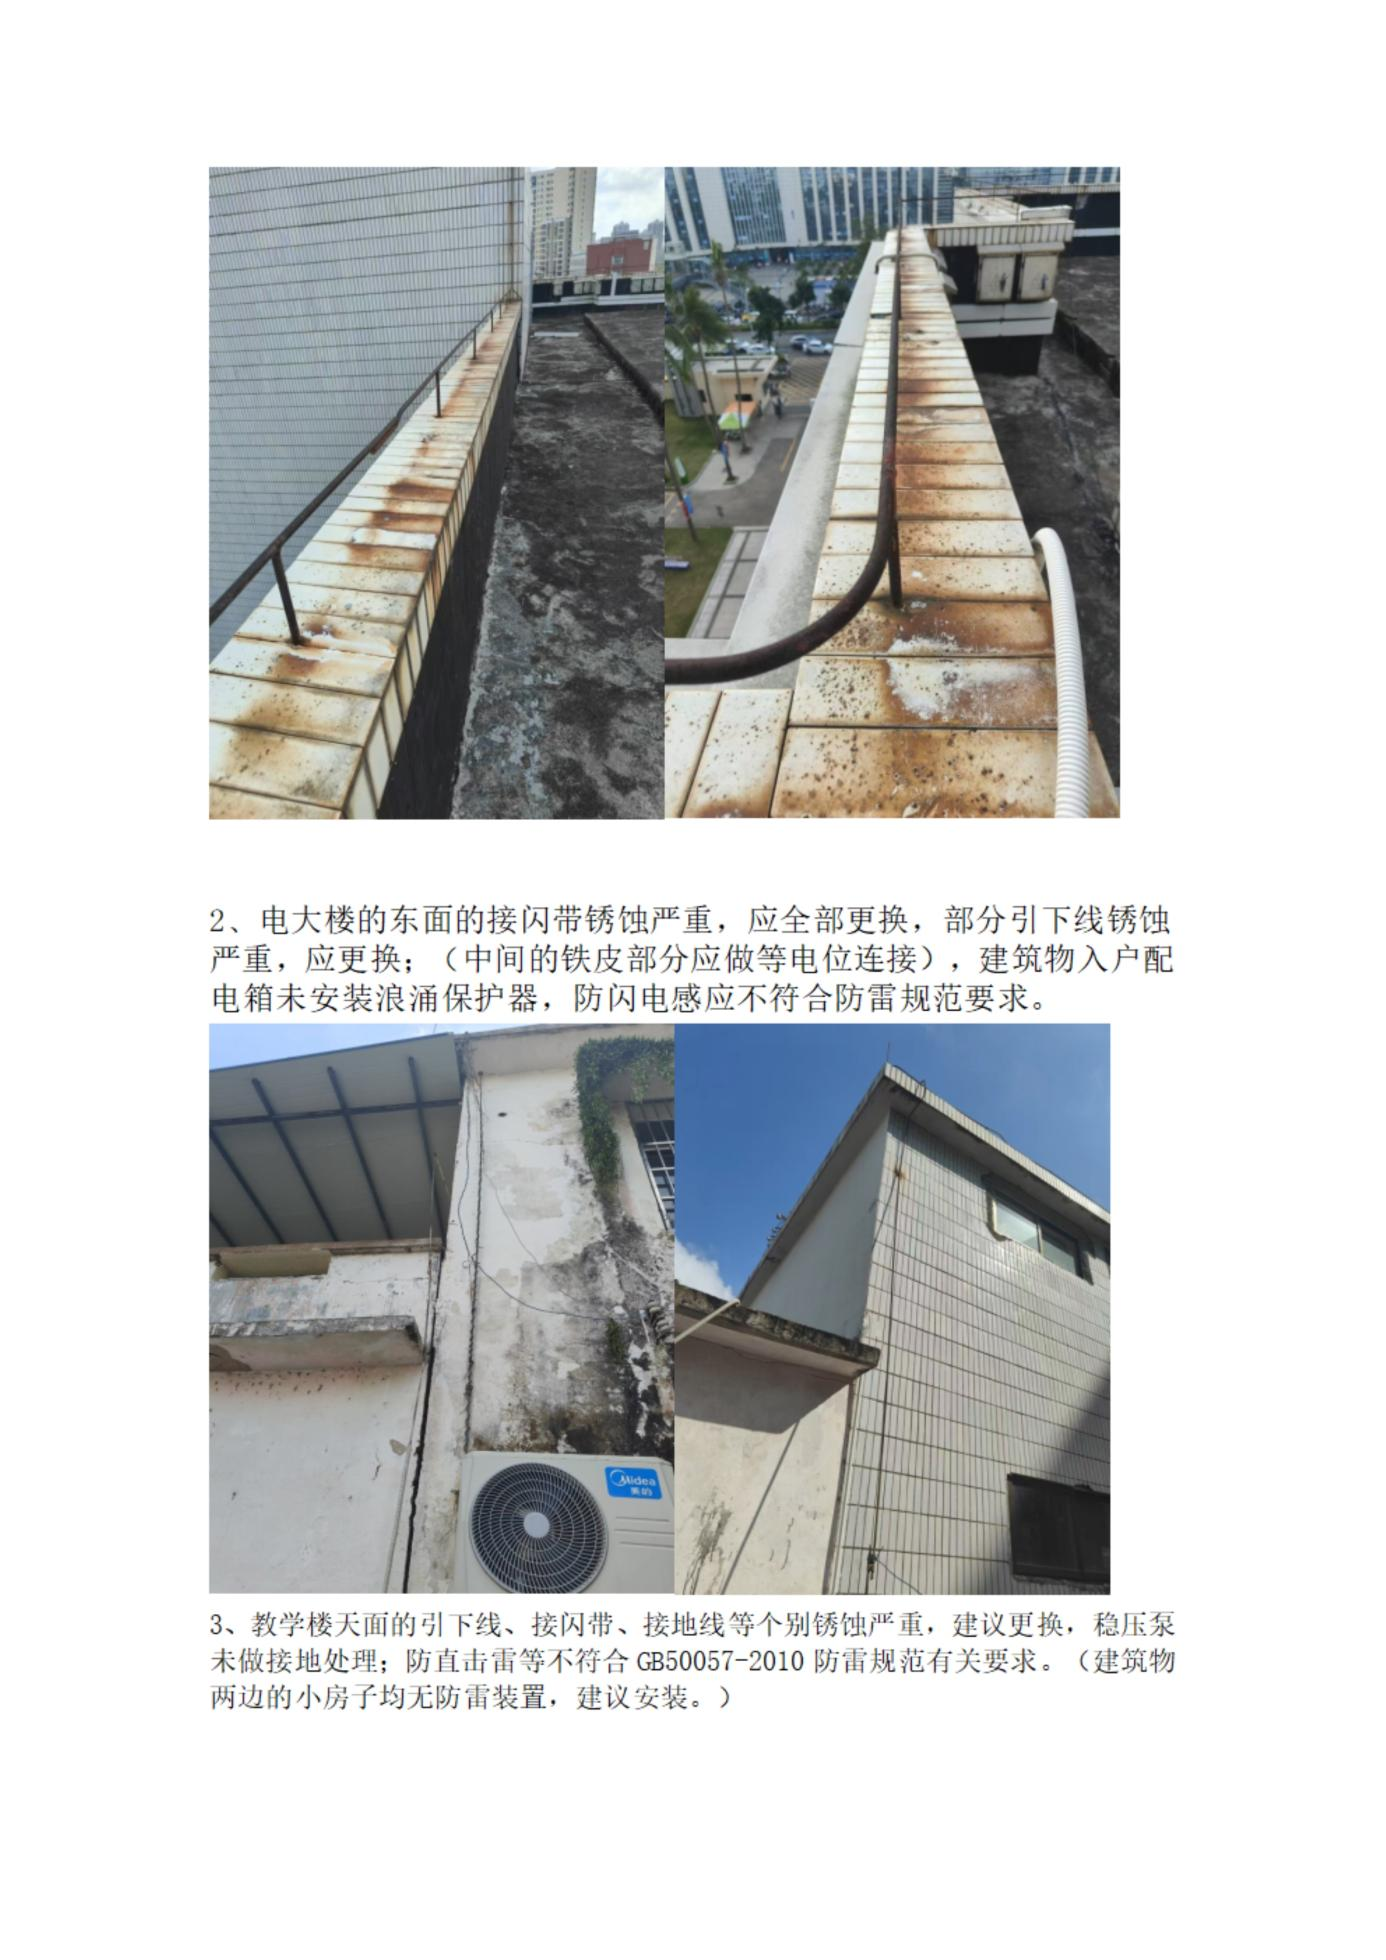 2、电大楼的东面的接闪带锈蚀严重，应全部更换，部分引下线锈蚀
严重，应更换；（中间的铁皮部分应做等电位连接），建筑物入户配
电箱未安装浪涌保护器，防闪电感应不符合防雷规范要求。
Midea
美的
3、教学楼天面的引下线、接闪带、接地线等个别锈蚀严重，建议更换，稳压泵
未做接地处理；防直击雷等不符合 GB50057-2010 防雷规范有关要求。（建筑物
两边的小房子均无防雷装置，建议安装。）